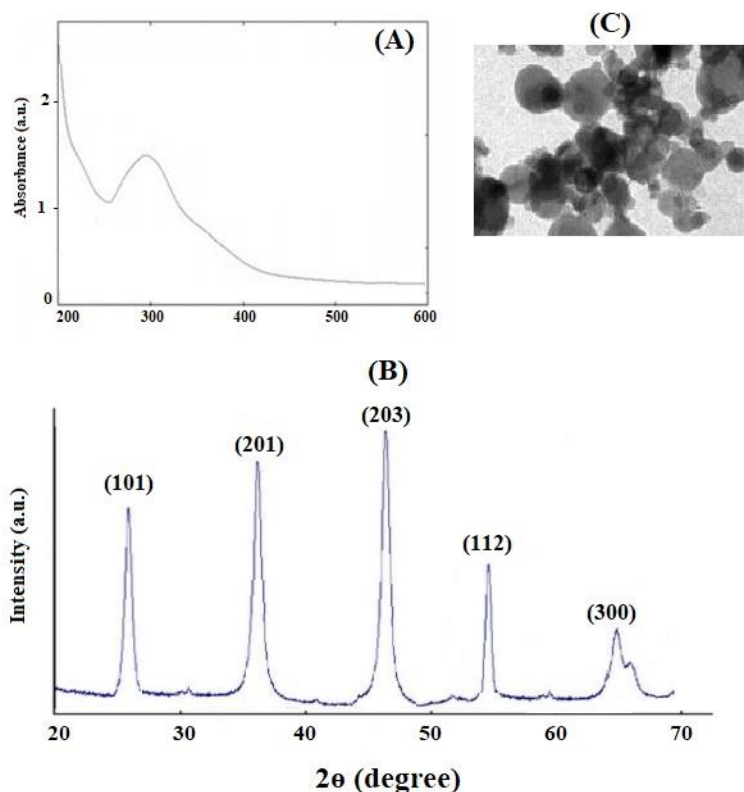 (A)
Absorbance (a.u.)
2
1
0
200 300 400 500 600
(C)
(B)
Intensity (a.u.)
(101)
(201)
(203)
(112)
(300)
20 30 40 50 60 70
2ɵ (degree)